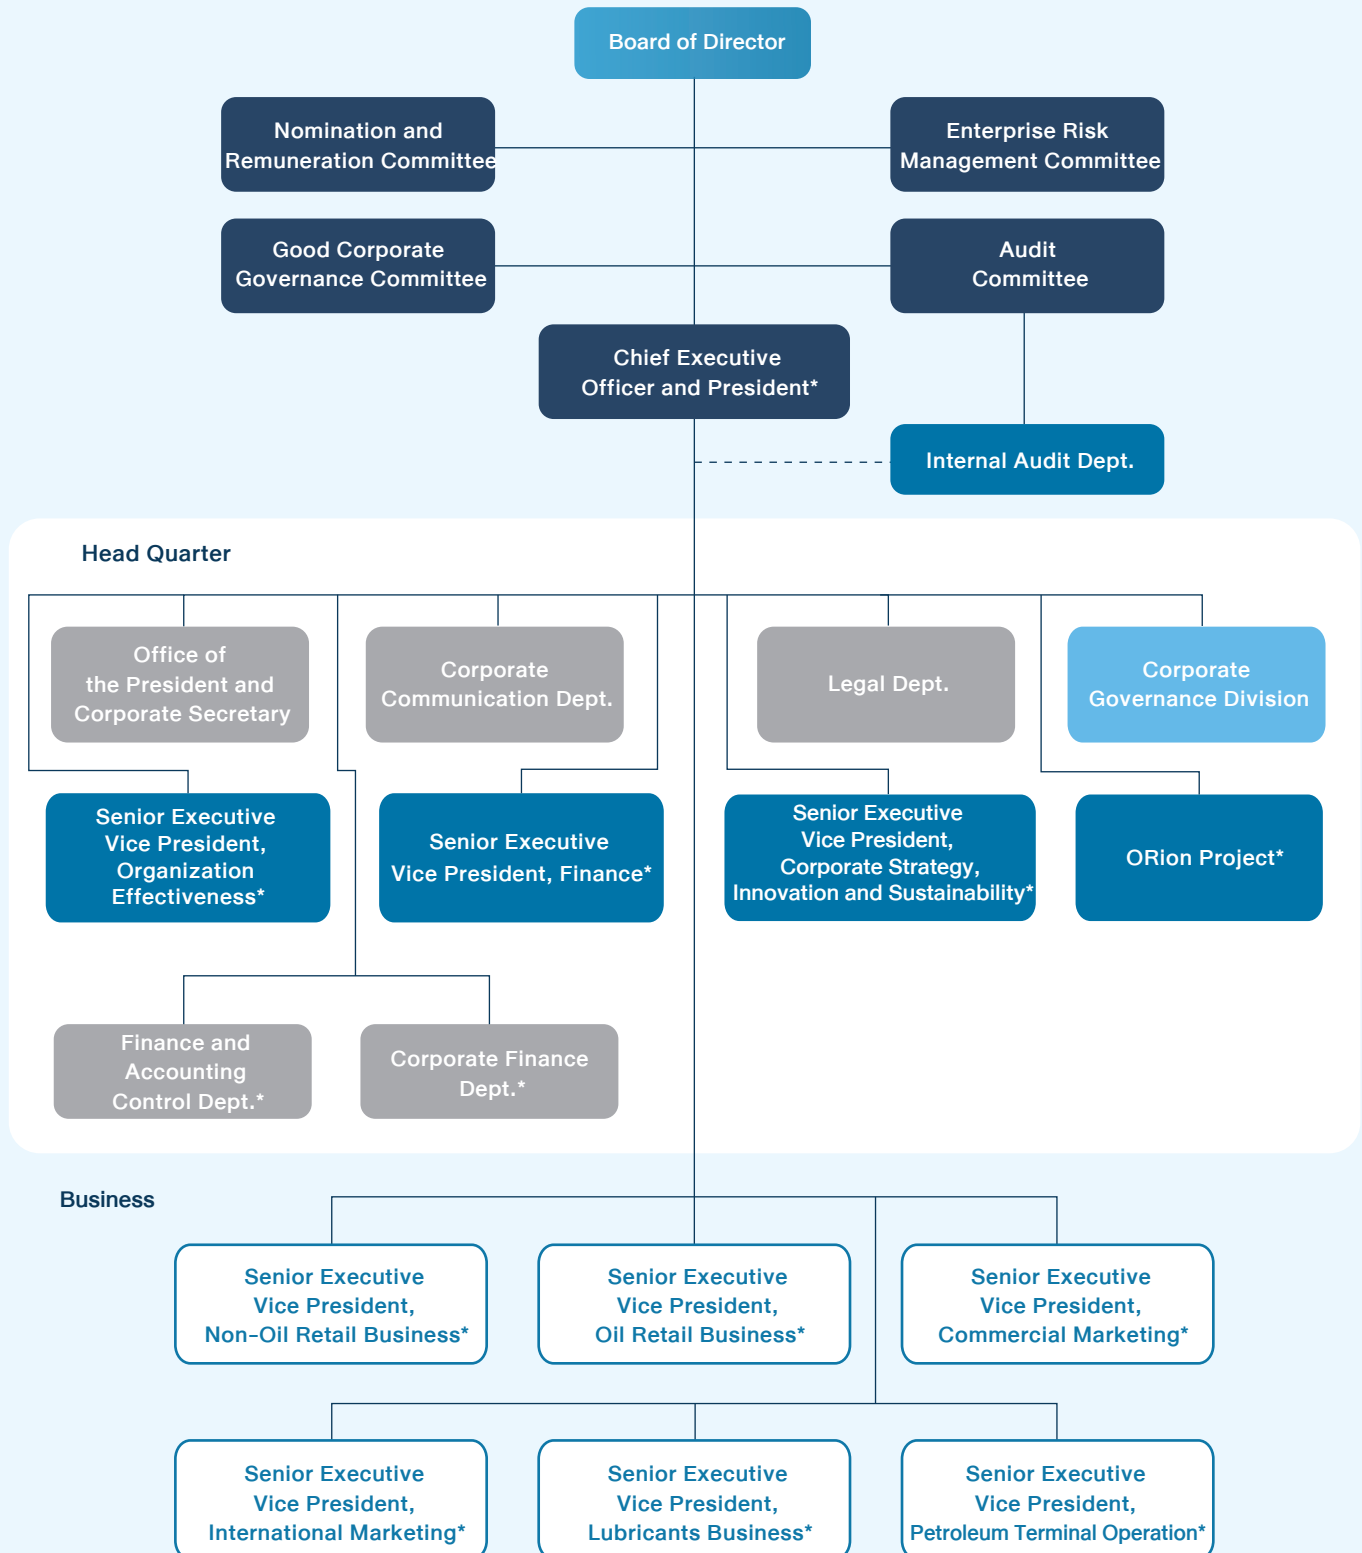 Board of Director
Nomination and
Remuneration Committee
Enterprise Risk
Management Committee
Good Corporate
Governance Committee
Audit
Committee
Chief Executive
Officer and President*
Internal Audit Dept.
Head Quarter
Office of
the President and
Corporate Secretary
Corporate
Communication Dept.
Legal Dept.
Corporate
Governance Division
Senior Executive
Vice President,
Organization
Effectiveness*
Senior Executive
Vice President, Finance*
Senior Executive
Vice President,
Corporate Strategy,
Innovation and Sustainability*
ORion Project*
Finance and
Accounting
Control Dept.*
Corporate Finance
Dept.*
Business
Senior Executive
Vice President,
Non-Oil Retail Business*
Senior Executive
Vice President,
Oil Retail Business*
Senior Executive
Vice President,
Commercial Marketing*
Senior Executive
Vice President,
International Marketing*
Senior Executive
Vice President,
Lubricants Business*
Senior Executive
Vice President,
Petroleum Terminal Operation*